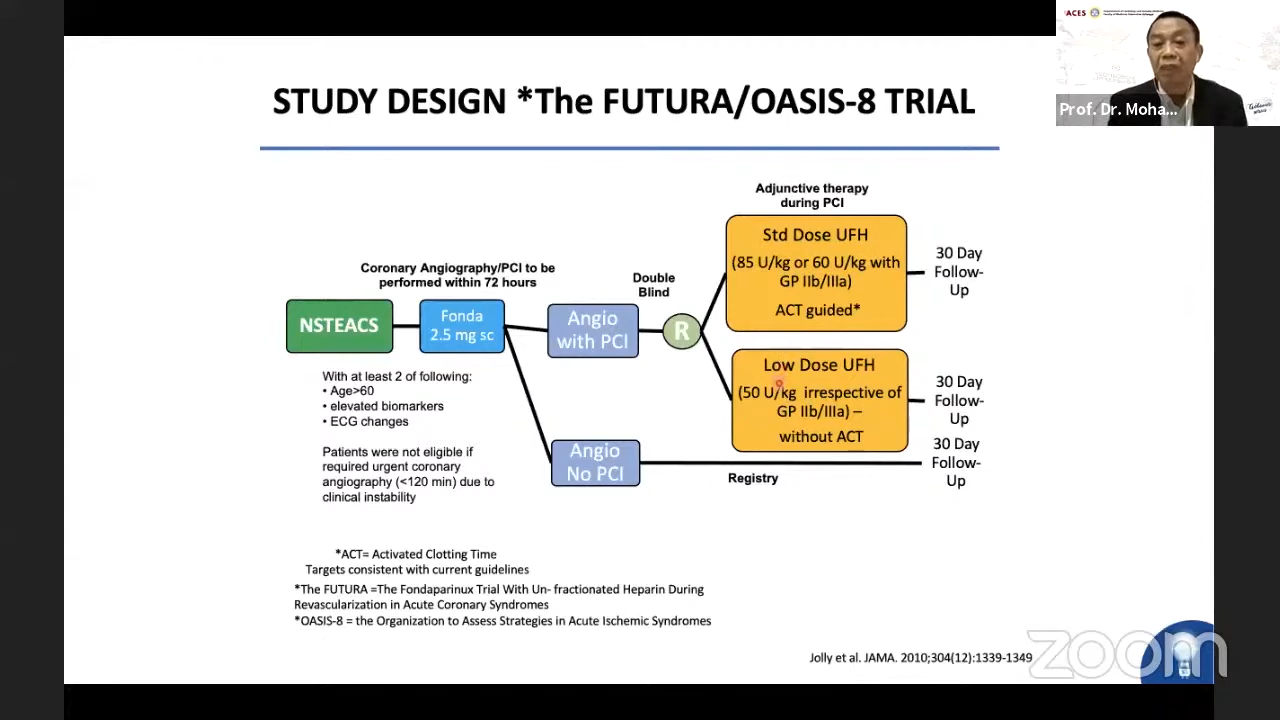 STUDY DESIGN *The FUTURA/OASIS-8 TRIAL
ACES
Prof. Dr. Moha...
Adjunctive therapy
during PCI
Coronary Angiography/PCI to be
performed within 72 hours
Double
Blind
NSTEACS
Fonda
2.5 mg sc
Angio
with PCI
R
Std Dose UFH
(85 U/kg or 60 U/kg with
GP IIb/IIIa)
ACT guided*
30 Day
Follow-
Up
Low Dose UFH
(50 U/kg irrespective of
GP IIb/IIIa) –
without ACT
30 Day
Follow-
Up
With at least 2 of following:
• Age>60
• elevated biomarkers
• ECG changes
Patients were not eligible if
required urgent coronary
angiography (<120 min) due to
clinical instability
Angio
No PCI
Registry
30 Day
Follow-
Up
*ACT= Activated Clotting Time
Targets consistent with current guidelines
*The FUTURA =The Fondaparinux Trial With Un- fractionated Heparin During
Revascularization in Acute Coronary Syndromes
*OASIS-8 = the Organization to Assess Strategies in Acute Ischemic Syndromes
Jolly et al. JAMA. 2010;304(12):1339-1349
zoom